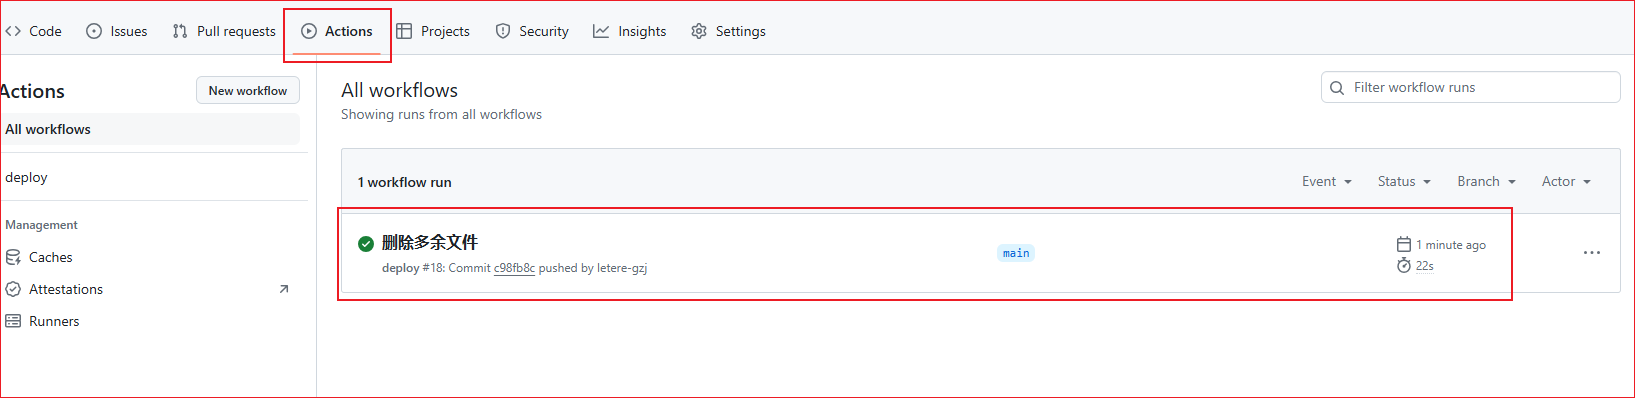 Code Issues Pull requests Actions Projects Security Insights Settings
Actions New workflow
All workflows
deploy
Management
Caches
Attestations
Runners
All workflows
Showing runs from all workflows
Filter workflow runs
1 workflow run Event Status Branch Actor
删除多余文件
deploy #18: Commit c98fb8c pushed by letere-gzj
main
1 minute ago
22s